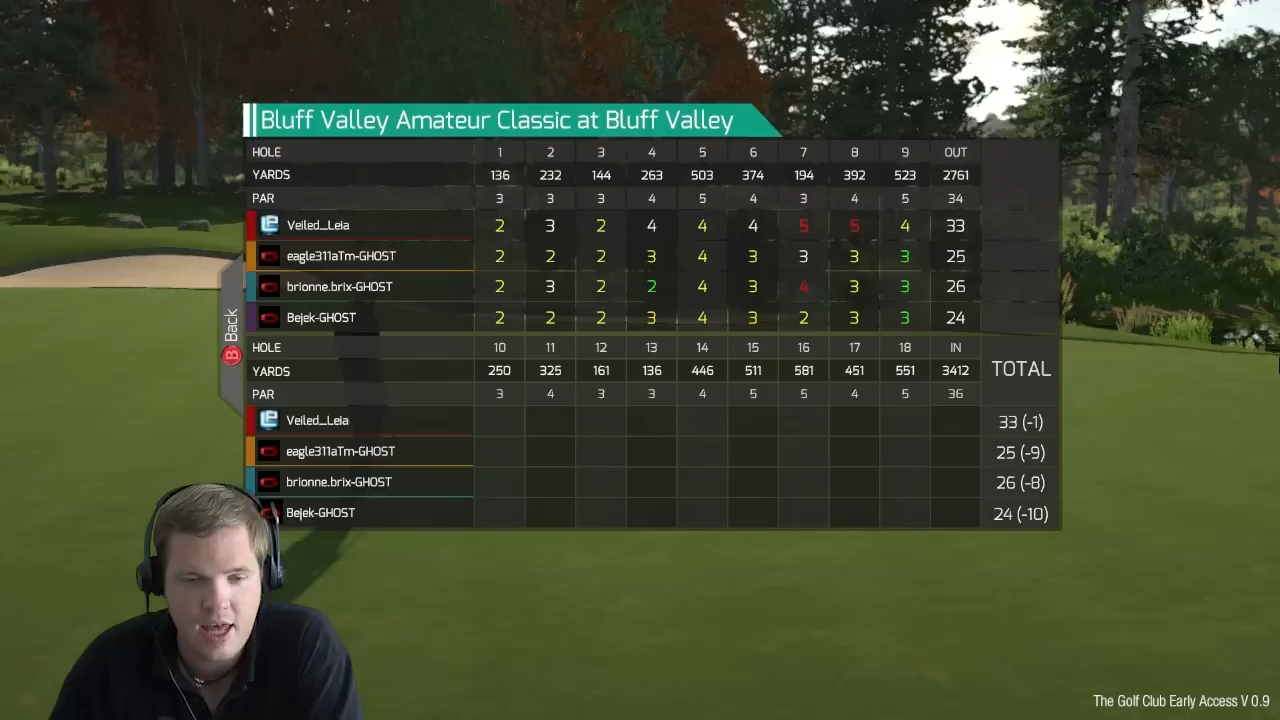 Bluff Valley Amateur Classic at Bluff Valley
HOLE 1 2 3 4 5 6 7 8 9 OUT
YARDS 136 232 144 263 503 374 194 392 523 2761
PAR 3 3 3 4 5 4 3 4 5 34
Veiled_Leia 2 3 2 4 4 4 5 5 4 33
eagle311aTm-GHOST 2 2 2 3 4 3 3 3 3 25
brionne.brix-GHOST 2 3 2 2 4 3 4 3 3 26
Bejek-GHOST 2 2 2 3 4 3 2 3 3 24
B Back
HOLE 10 11 12 13 14 15 16 17 18 IN
TOTAL
YARDS 250 325 161 136 446 511 581 451 551 3412
PAR 3 4 3 3 4 5 5 4 5 36
Veiled_Leia 33 (-1)
eagle311aTm-GHOST 25 (-9)
brionne.brix-GHOST 26 (-8)
Bejek-GHOST 24 (-10)
The Golf Club Early Access V 0.9